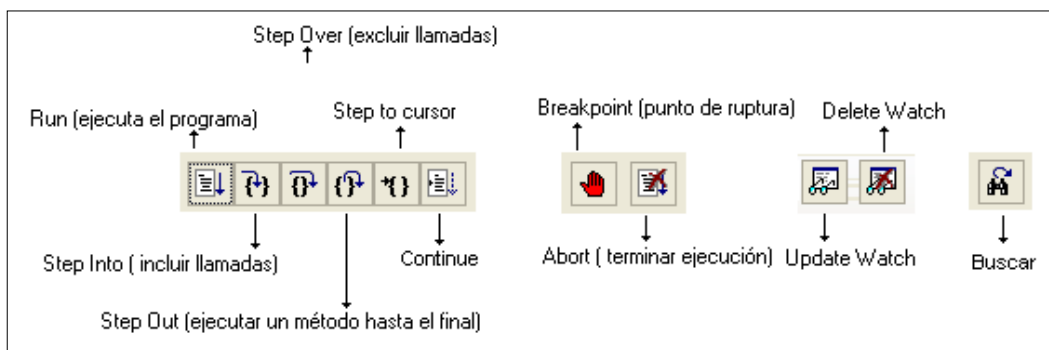 Step Over (excluir llamadas)
Run (ejecuta el programa)
Step to cursor
Breakpoint (punto de ruptura)
Delete Watch
Step Into ( incluir llamadas)
Continue
Abort ( terminar ejecución)
Update Watch
Buscar
Step Out (ejecutar un método hasta el final)